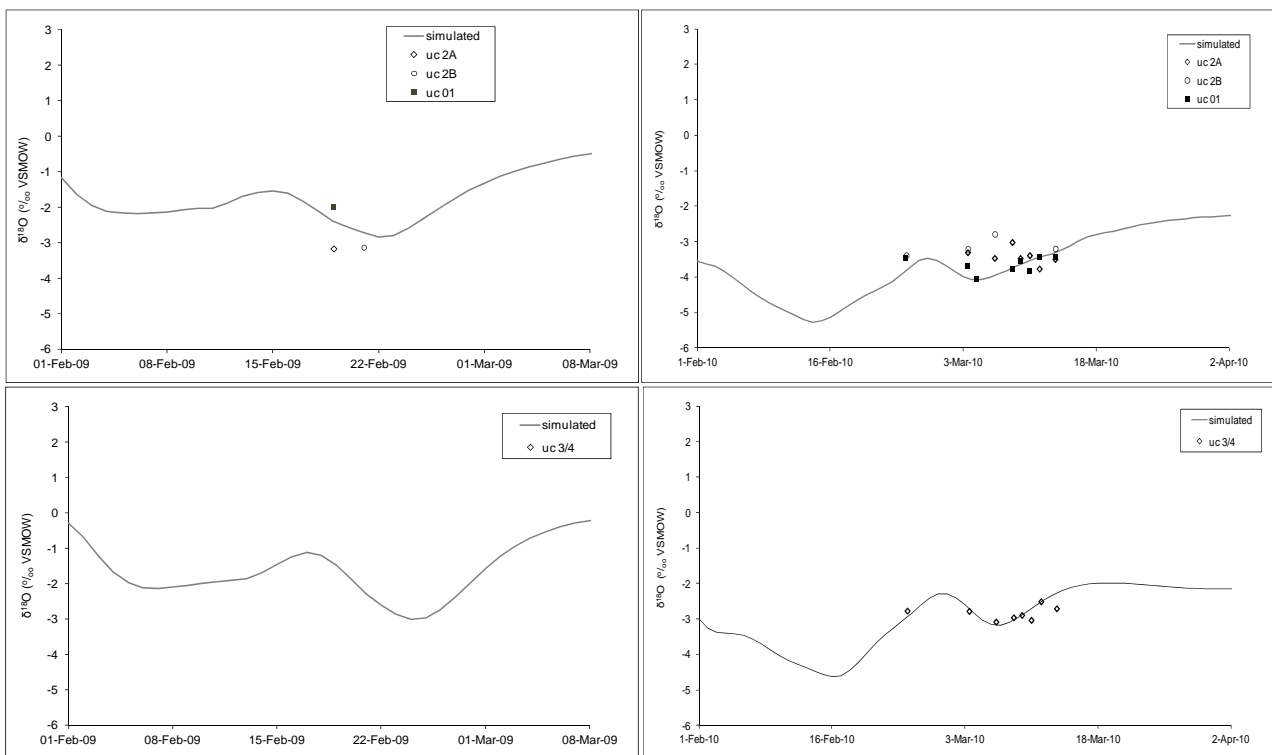 simulated
uc 2A
uc 2B
uc 01
δ¹⁸O (‰ VSMOW)
3
2
1
0
-1
-2
-3
-4
-5
-6
01-Feb-09 08-Feb-09 15-Feb-09 22-Feb-09 01-Mar-09 08-Mar-09
simulated
uc 2A
uc 2B
uc 01
δ¹⁸O (‰ VSMOW)
3
2
1
0
-1
-2
-3
-4
-5
-6
1-Feb-10 16-Feb-10 3-Mar-10 18-Mar-10 2-Apr-10
simulated
uc 3/4
δ¹⁸O (‰ VSMOW)
3
2
1
0
-1
-2
-3
-4
-5
-6
01-Feb-09 08-Feb-09 15-Feb-09 22-Feb-09 01-Mar-09 08-Mar-09
simulated
uc 3/4
δ¹⁸O (‰ VSMOW)
3
2
1
0
-1
-2
-3
-4
-5
-6
1-Feb-10 16-Feb-10 3-Mar-10 18-Mar-10 2-Apr-10